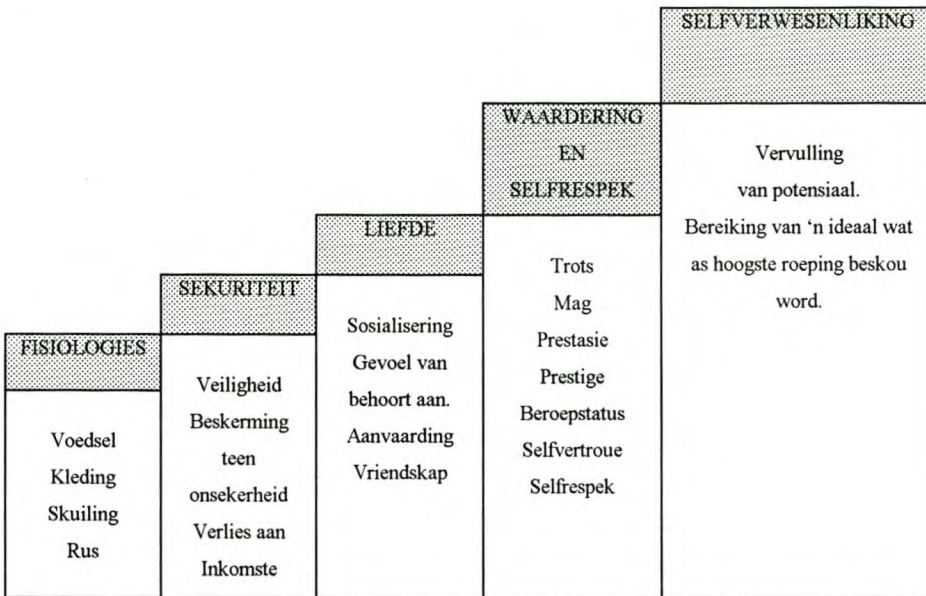 FISIOLOGIES
Voedsel
Kleding
Skuiling
Rus
SEKURITEIT
Veiligheid
Beskerming
teen
onsekerheid
Verlies aan
Inkomste
LIEFDE
Sosialisering
Gevoel van
behoort aan.
Aanvaarding
Vriendskap
WAARDERING
EN
SELFRESPEK
Trots
Mag
Prestasie
Prestige
Beroepstatus
Selfvertroue
Selfrespek
SELFVERWESENLIKING
Vervulling
van potensiaal.
Bereiking van ‘n ideaal wat
as hoogste roeping beskou
word.